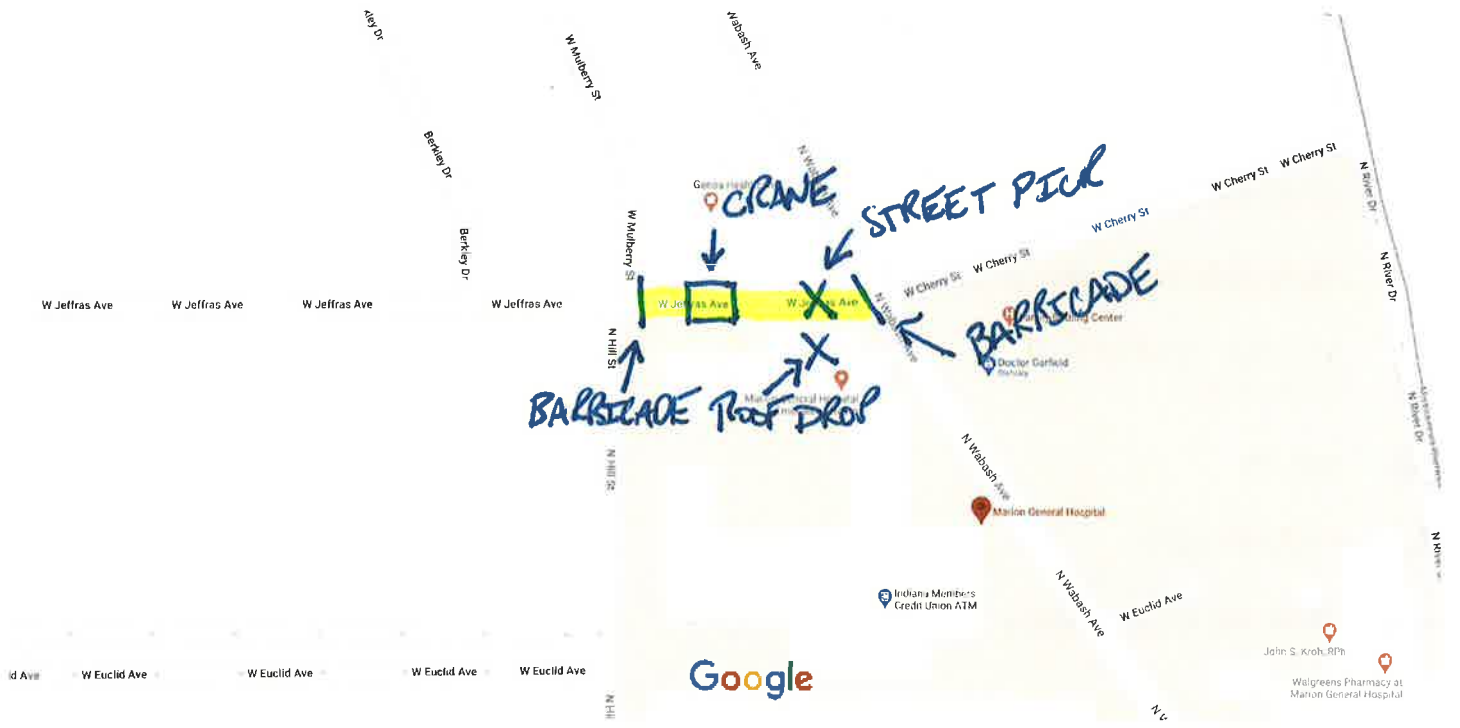 Wabash Ave
W Mulberry St
Berkley Dr
W Cherry St
W Cherry St
W Cherry St
W Cherry St
W Cherry St
N River Dr
N River Dr
CRANE
STREET PICK
W Mulberry St
Berkley Dr
W Jeffras Ave
W Jeffras Ave
W Jeffras Ave
W Jeffras Ave
W Jeffras Ave
W Jeffras Ave
N Wabash Ave
BARRICADE
Center
Doctor Garfield
N Hill St
BARRICADE
ROOF DROP
N River Dr
N Hill St
N Wabash Ave
Marion General Hospital
Indiana Members
Credit Union ATM
N Wabash Ave
W Euclid Ave
John S. Kroh, RPh
Walgreens Pharmacy at
Marion General Hospital
W Euclid Ave
W Euclid Ave
W Euclid Ave
W Euclid Ave
Google